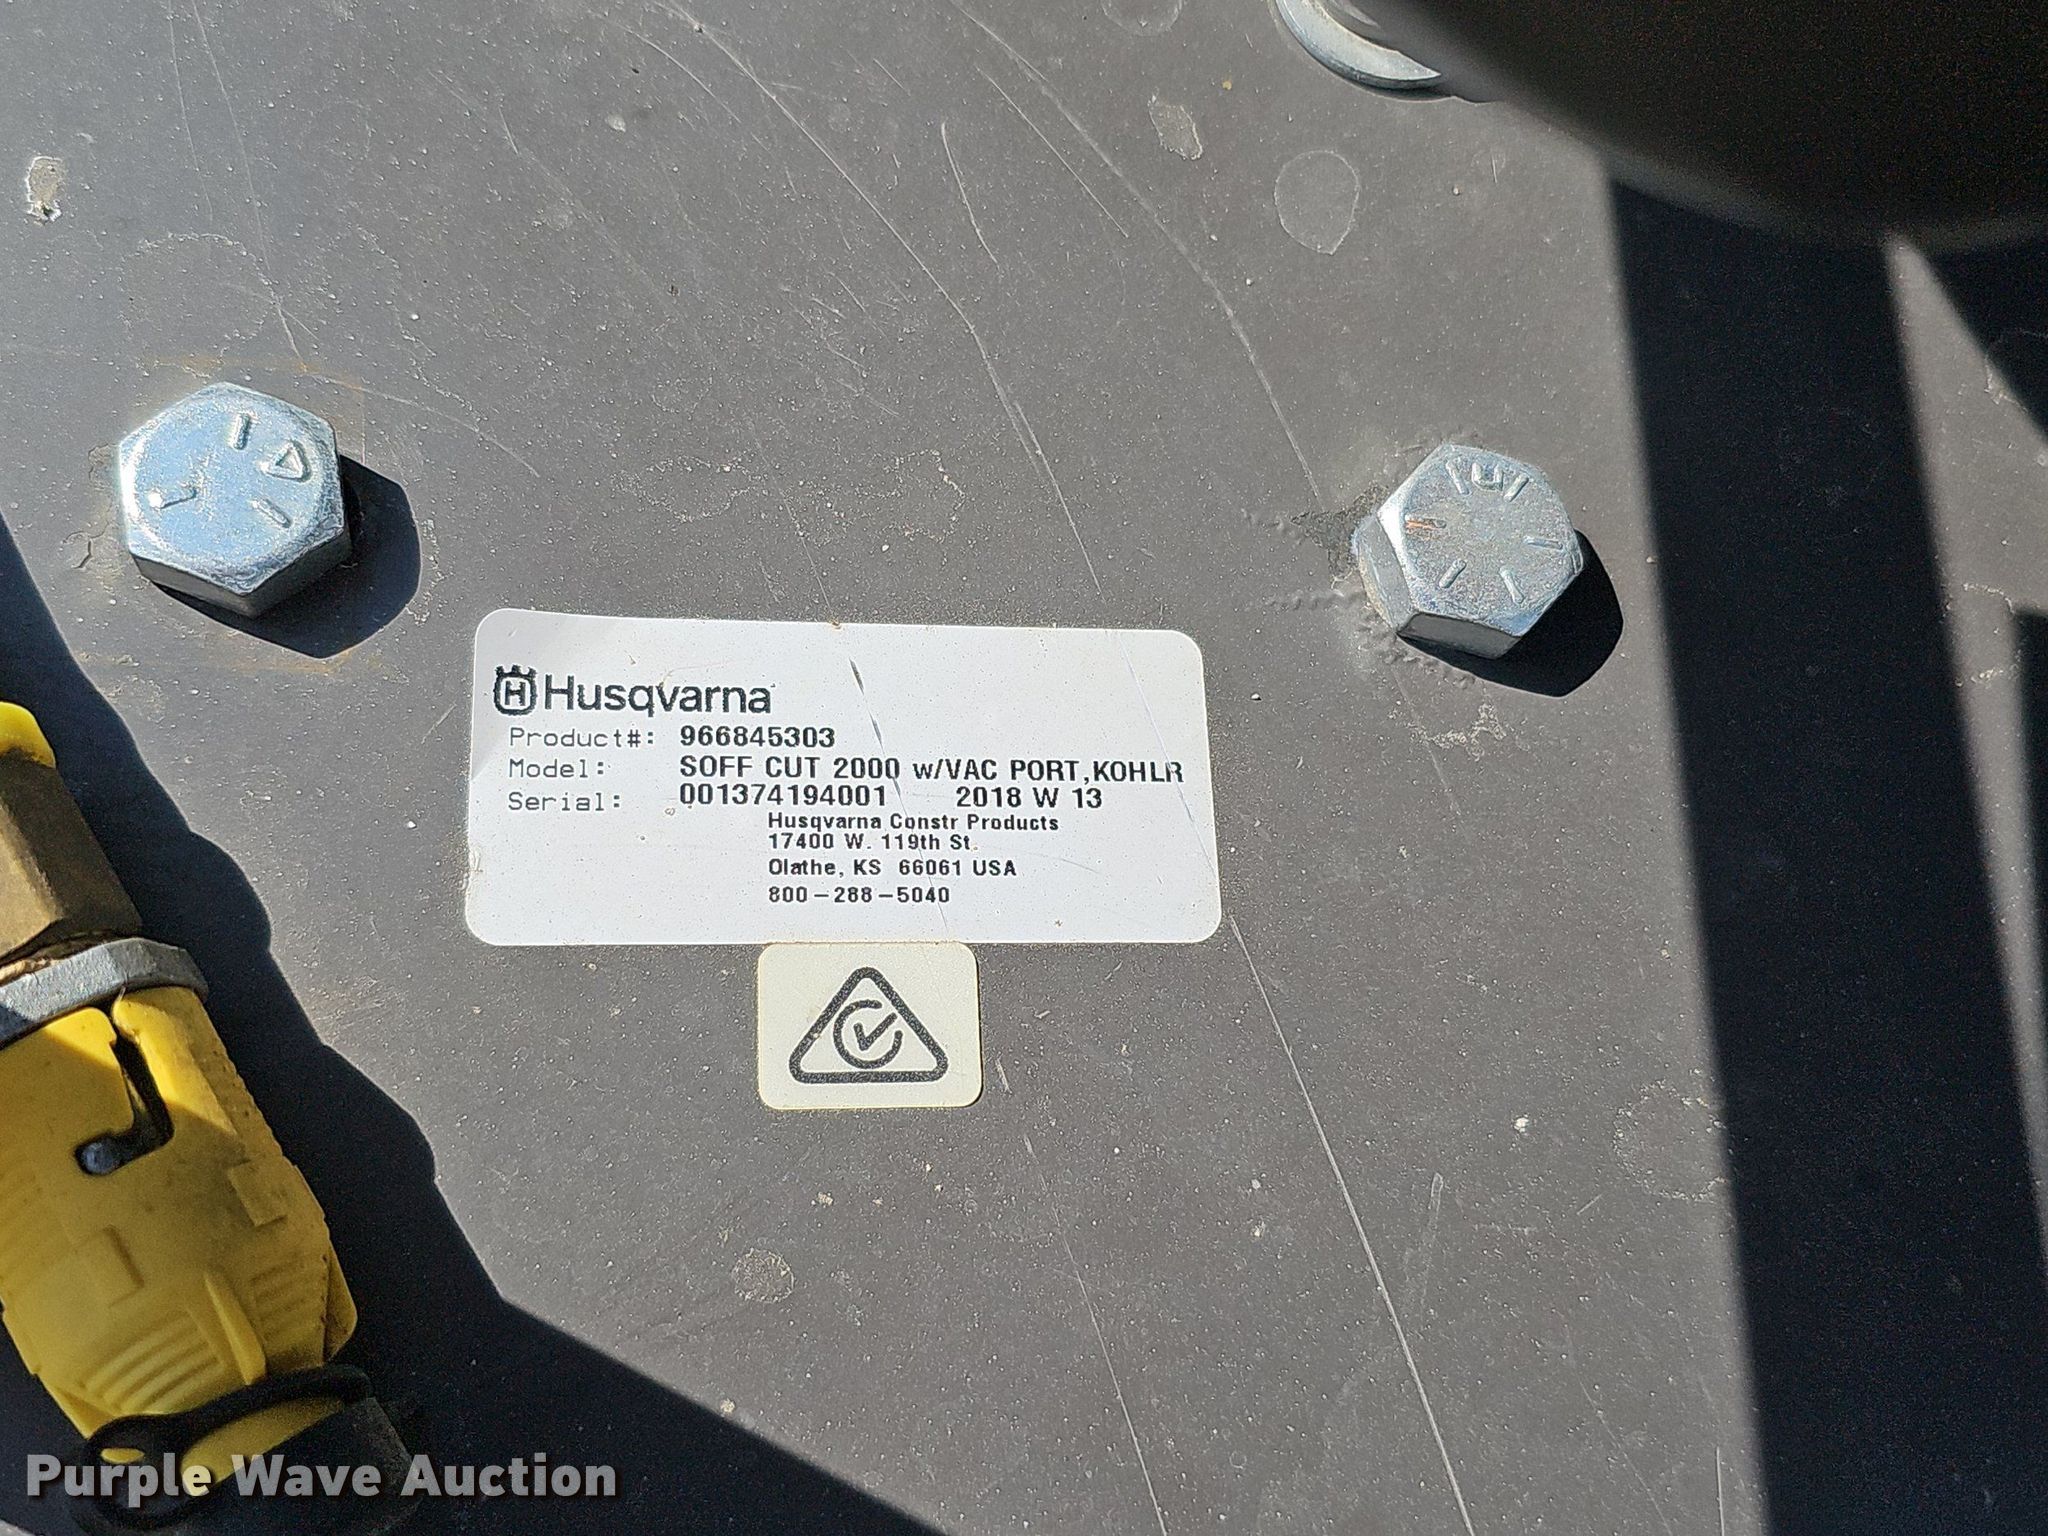 Husqvarna
Product#: 966845303
Model: SOFF CUT 2000 w/VAC PORT,KOHLR
Serial: 001374194001 2018 W 13
Husqvarna Constr Products
17400 W. 119th St.
Olathe, KS 66061 USA
800-288-5040
Purple Wave Auction